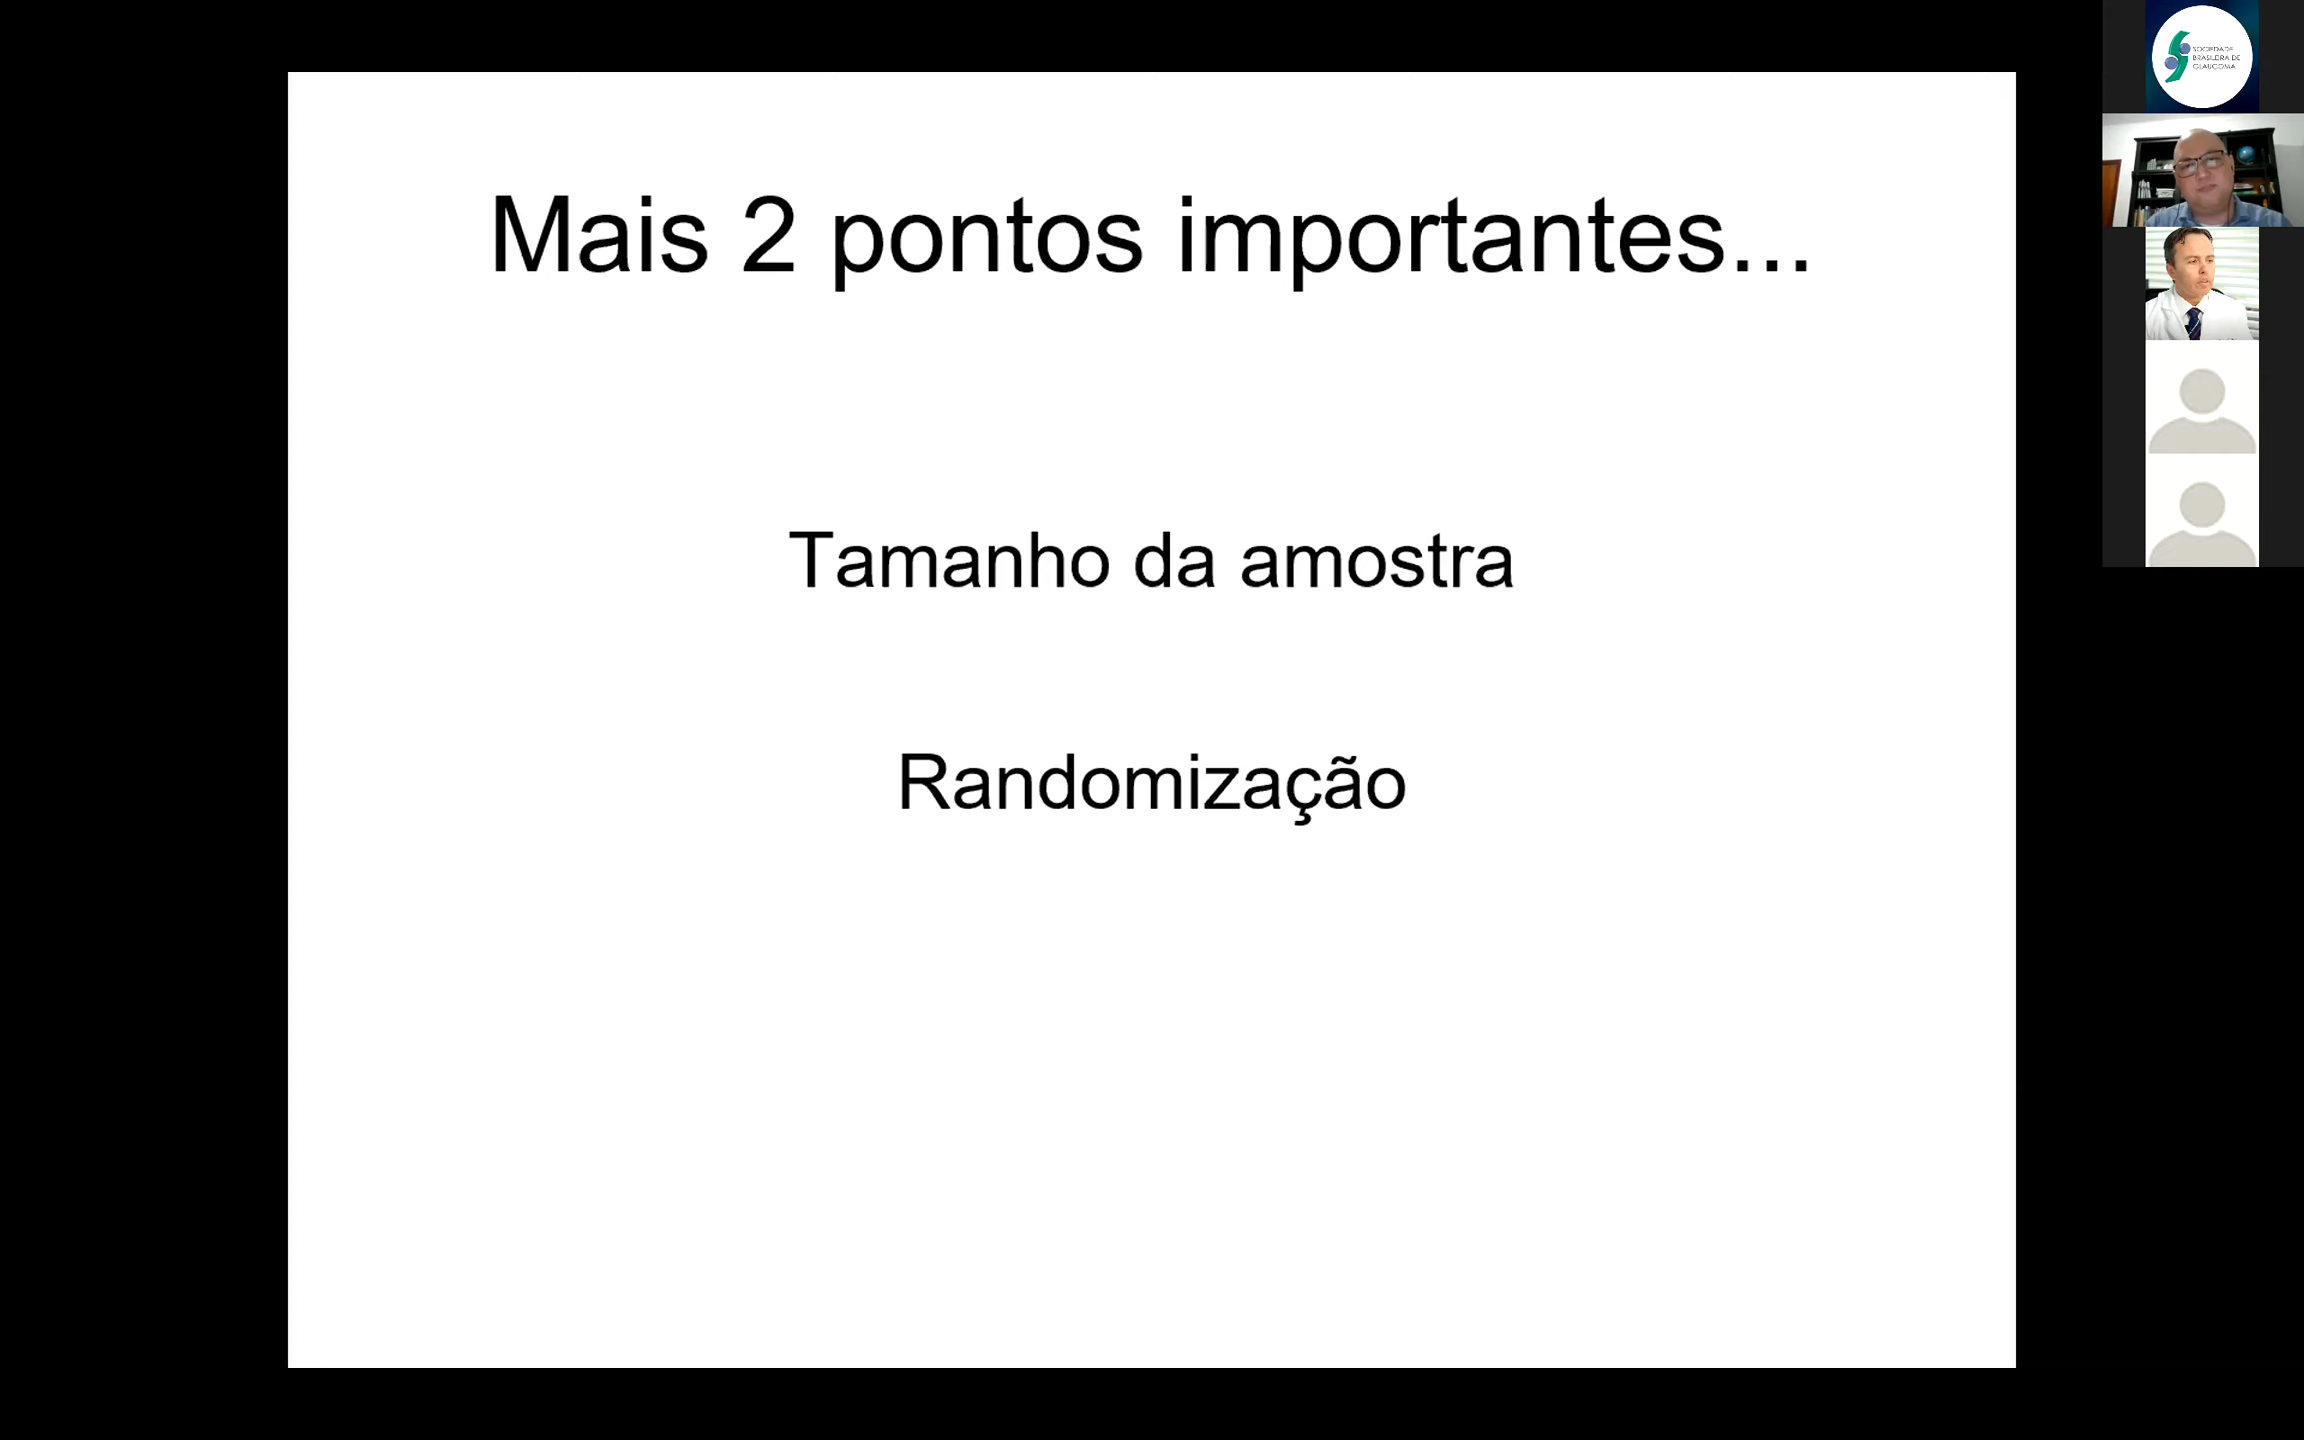 Mais 2 pontos importantes...
Tamanho da amostra
Randomização
SOCIEDADE
BRASILEIRA DE
GLAUCOMA